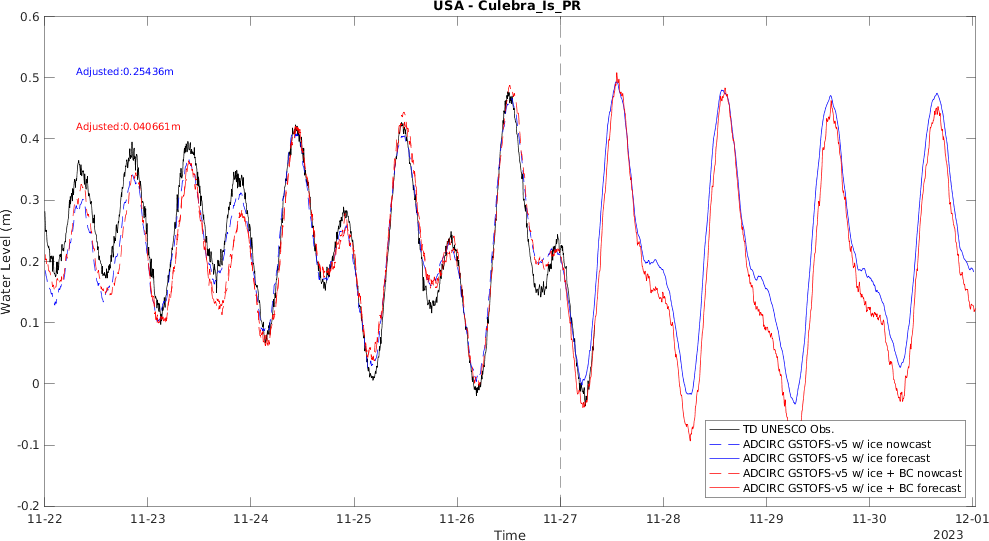 USA - Culebra_Is_PR
0.6
0.5
0.4
0.3
0.2
0.1
0
-0.1
-0.2
Water Level (m)
Adjusted:0.25436m
Adjusted:0.040661m
TD UNESCO Obs.
ADCIRC GSTOFS-v5 w/ ice nowcast
ADCIRC GSTOFS-v5 w/ ice forecast
ADCIRC GSTOFS-v5 w/ice + BC nowcast
ADCIRC GSTOFS-v5 w/ice + BC forecast
11-22 11-23 11-24 11-25 11-26 11-27 11-28 11-29 11-30 12-01
Time
2023